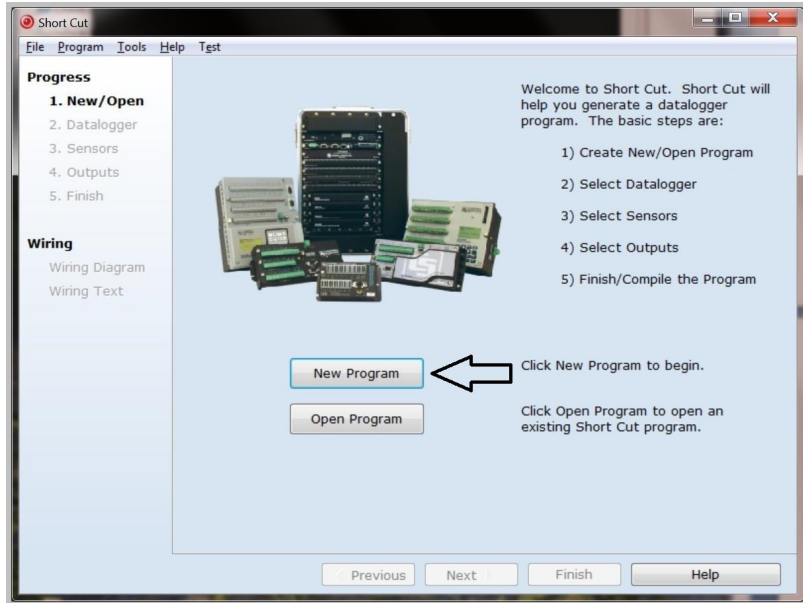 Short Cut
File Program Tools Help Test
Progress
1. New/Open
2. Datalogger
3. Sensors
4. Outputs
5. Finish
Wiring
Wiring Diagram
Wiring Text
Welcome to Short Cut. Short Cut will
help you generate a datalogger
program. The basic steps are:
1) Create New/Open Program
2) Select Datalogger
3) Select Sensors
4) Select Outputs
5) Finish/Compile the Program
New Program
Click New Program to begin.
Open Program
Click Open Program to open an
existing Short Cut program.
Previous Next Finish Help